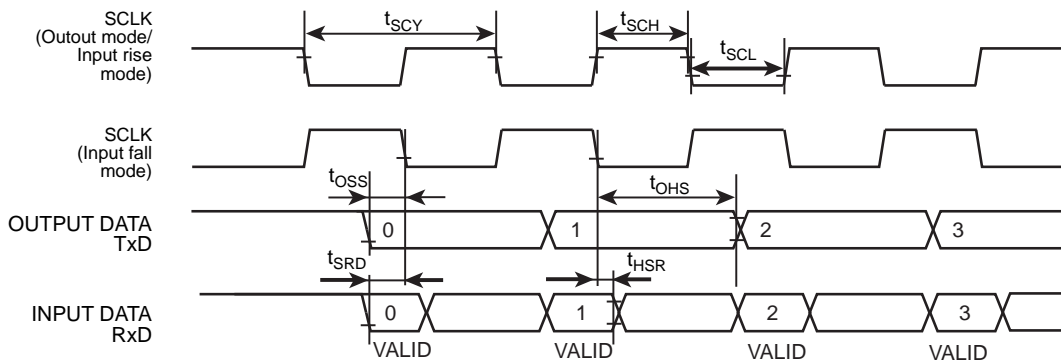 SCLK
(Outout mode/
Input rise
mode)
tSCY
tSCH
tSCL
SCLK
(Input fall
mode)
tOSS
tOHS
OUTPUT DATA
TxD
0
1
2
3
tSRD
tHSR
INPUT DATA
RxD
0
1
2
3
VALID
VALID
VALID
VALID